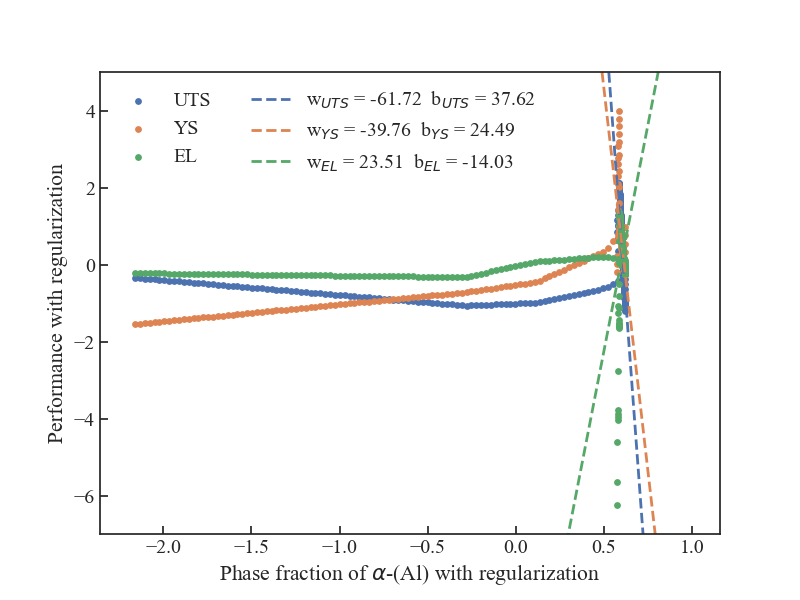 UTS
YS
EL
w_UTS = -61.72 b_UTS = 37.62
w_YS = -39.76 b_YS = 24.49
w_EL = 23.51 b_EL = -14.03
Performance with regularization
4
2
0
−2
−4
−6
−2.0 −1.5 −1.0 −0.5 0.0 0.5 1.0
Phase fraction of α-(Al) with regularization